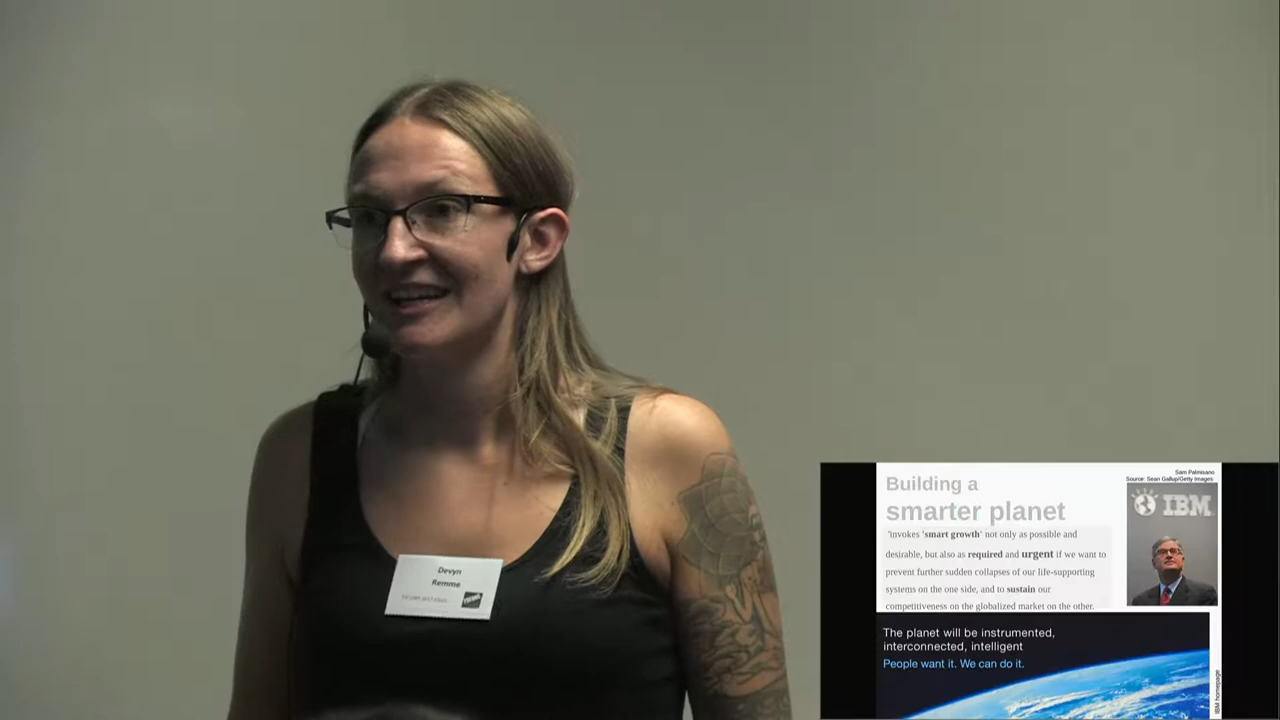 Devyn
Remme
Building a
smarter planet
'invokes 'smart growth' not only as possible and
desirable, but also as required and urgent if we want to
prevent further sudden collapses of our life-supporting
systems on the one side, and to sustain our
competitiveness on the globalized market on the other.
Sam Palmisano
Source: Sean Gallup/Getty Images
IBM
The planet will be instrumented,
interconnected, intelligent
People want it. We can do it.
IBM homepage